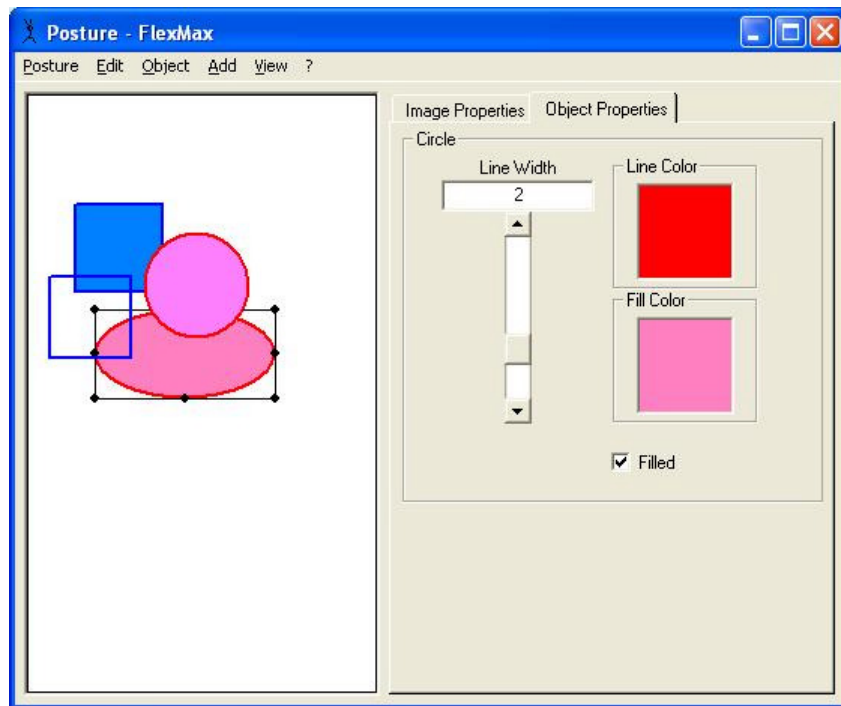 Posture - FlexMax
Posture Edit Object Add View ?
Image Properties Object Properties
Circle
Line Width
2
Line Color
Fill Color
Filled